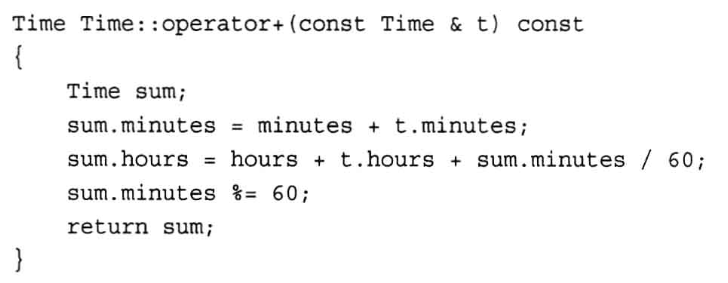 Time Time::operator+(const Time & t) const
{
    Time sum;
    sum.minutes = minutes + t.minutes;
    sum.hours = hours + t.hours + sum.minutes / 60;
    sum.minutes %= 60;
    return sum;
}